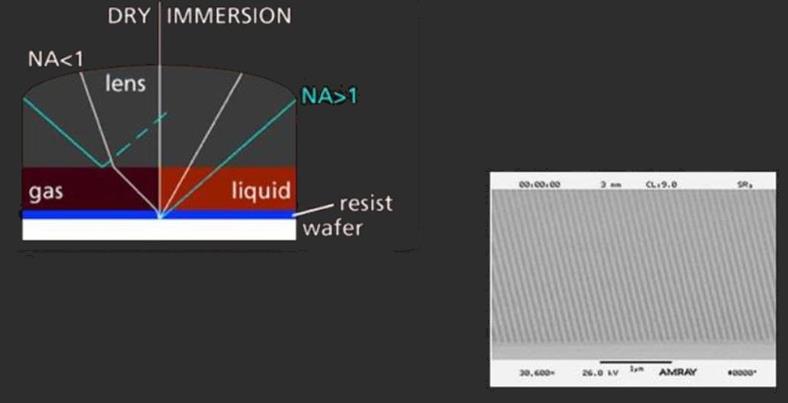 DRY IMMERSION
NA<1
lens
NA>1
gas
liquid
resist
wafer
00:00:00 3 mm CL:9.0
30,600× 26.0 kV 1μm AMRAY #0000*